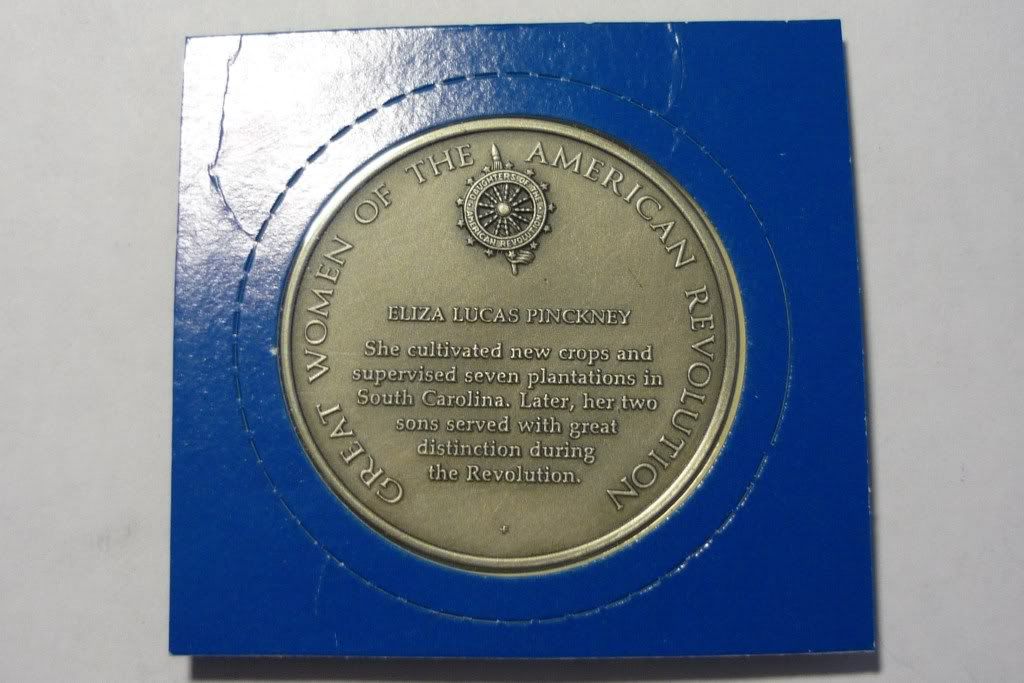 GREAT WOMEN OF THE AMERICAN REVOLUTION
DAUGHTERS OF THE
AMERICAN REVOLUTION
ELIZA LUCAS PINCKNEY
She cultivated new crops and
supervised seven plantations in
South Carolina. Later, her two
sons served with great
distinction during
the Revolution.